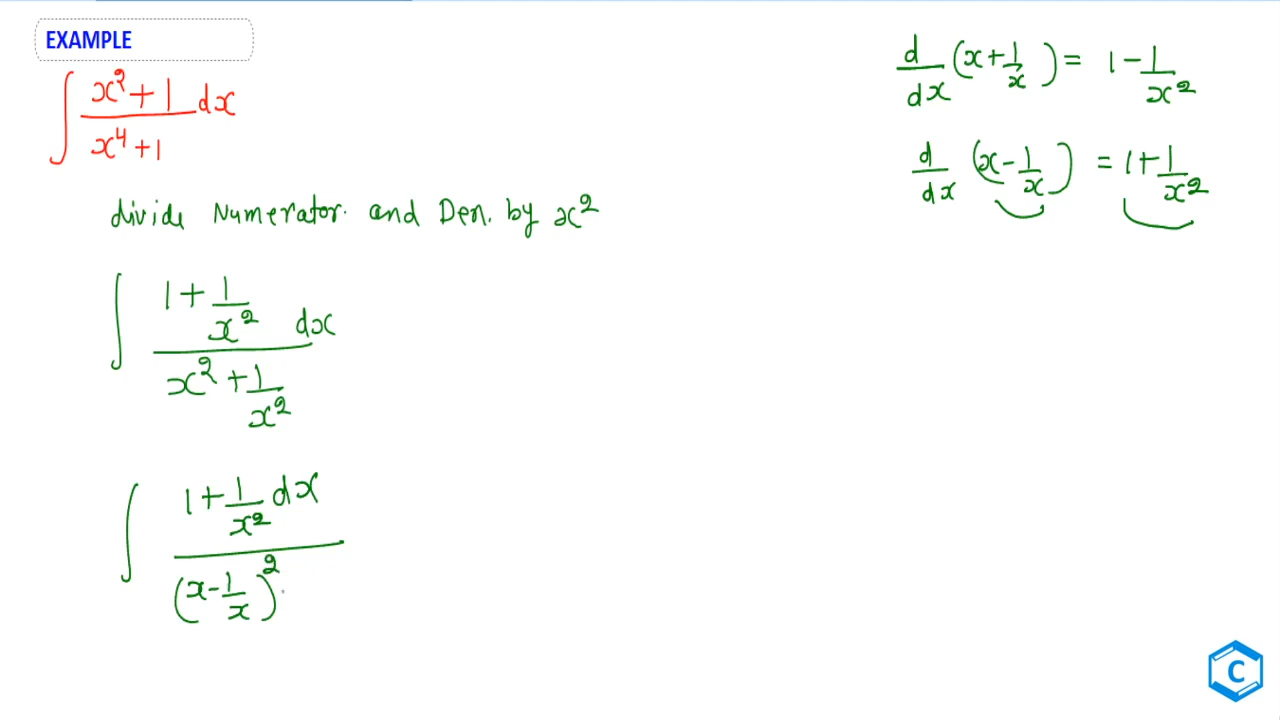 EXAMPLE
∫ (x² + 1)/(x⁴ + 1) dx
divide Numerator. and Den. by x²
∫ (1 + 1/x²)/(x² + 1/x²) dx
∫ (1 + 1/x² dx)/(x - 1/x)²
d/dx (x + 1/x) = 1 - 1/x²
d/dx (x - 1/x) = 1 + 1/x²
C